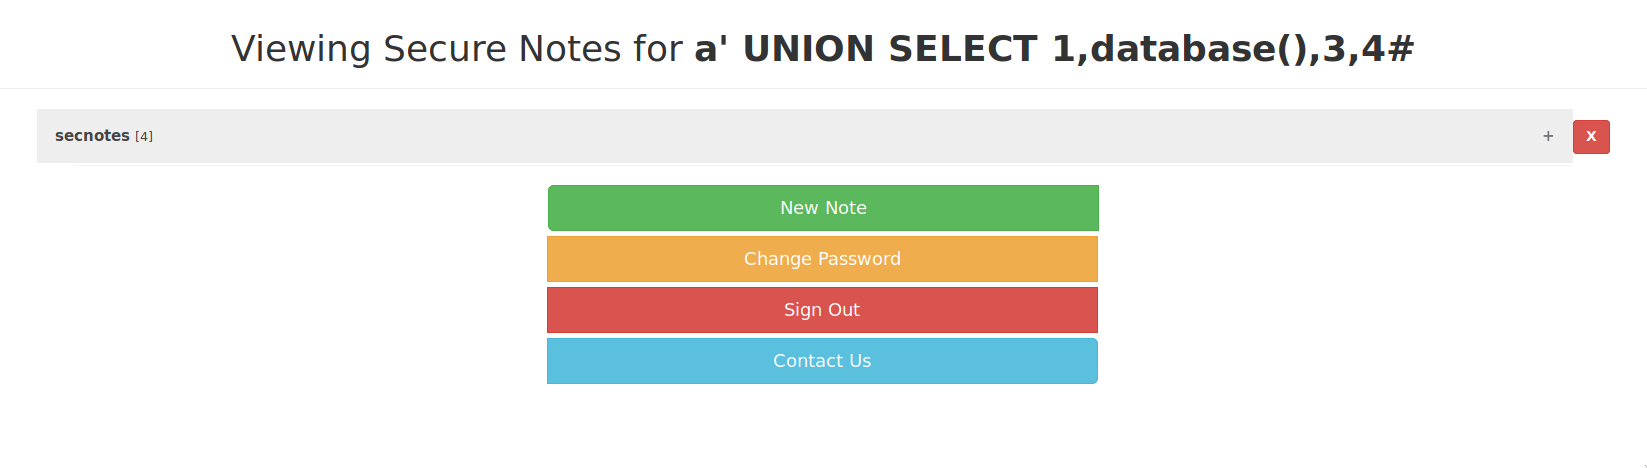 Viewing Secure Notes for a' UNION SELECT 1,database(),3,4#
secnotes [4] + X
New Note
Change Password
Sign Out
Contact Us